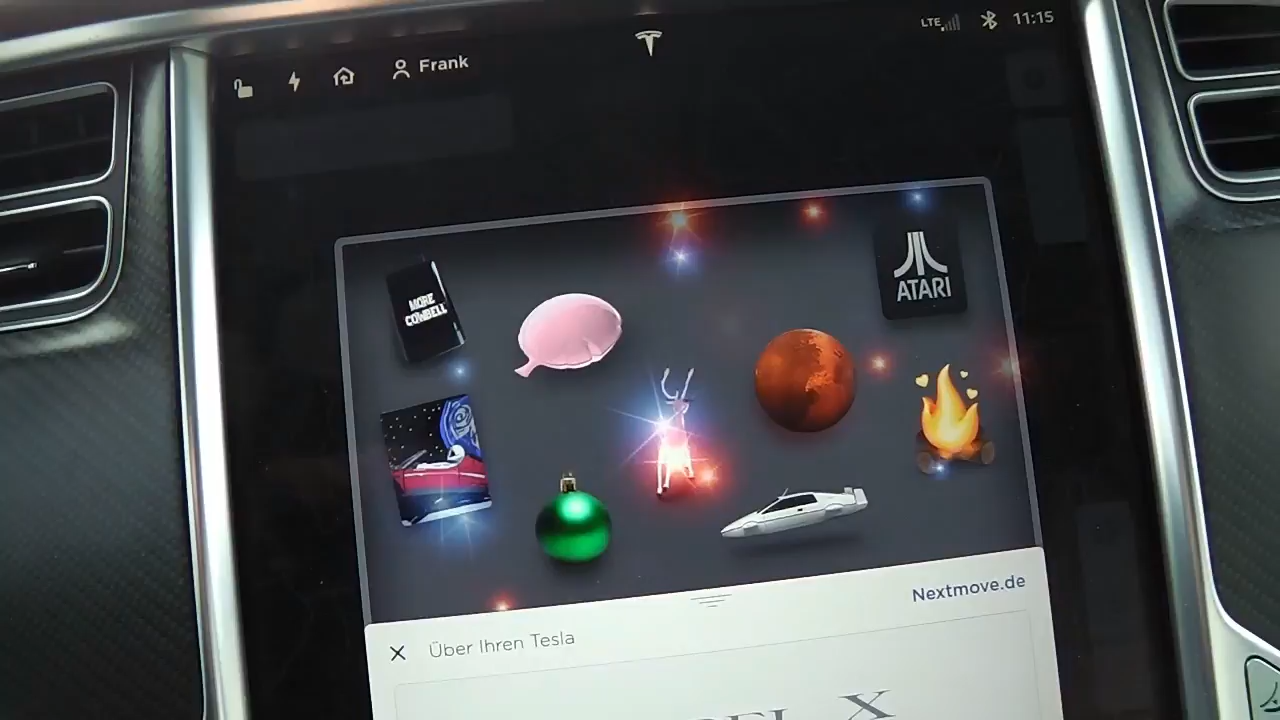 LTE 11:15
Frank
MORE
COWBELL
ATARI
Nextmove.de
Über Ihren Tesla
X